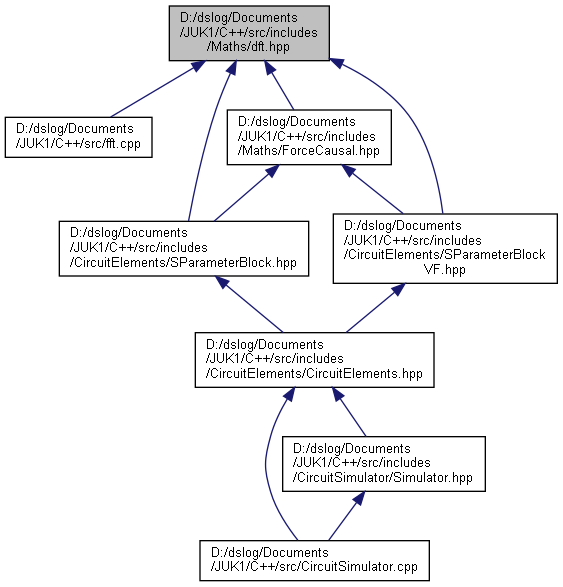 D:/dslog/Documents
/JUK1/C++/src/includes
/Maths/dft.hpp
D:/dslog/Documents
/JUK1/C++/src/fft.cpp
D:/dslog/Documents
/JUK1/C++/src/includes
/Maths/ForceCausal.hpp
D:/dslog/Documents
/JUK1/C++/src/includes
/CircuitElements/SParameterBlock.hpp
D:/dslog/Documents
/JUK1/C++/src/includes
/CircuitElements/SParameterBlock
VF.hpp
D:/dslog/Documents
/JUK1/C++/src/includes
/CircuitElements/CircuitElements.hpp
D:/dslog/Documents
/JUK1/C++/src/includes
/CircuitSimulator/Simulator.hpp
D:/dslog/Documents
/JUK1/C++/src/CircuitSimulator.cpp